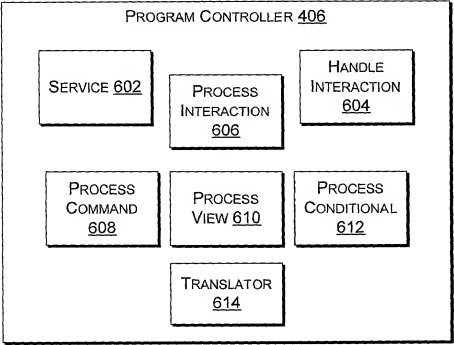 PROGRAM CONTROLLER 406
SERVICE 602
PROCESS
INTERACTION
606
HANDLE
INTERACTION
604
PROCESS
COMMAND
608
PROCESS
VIEW 610
PROCESS
CONDITIONAL
612
TRANSLATOR
614